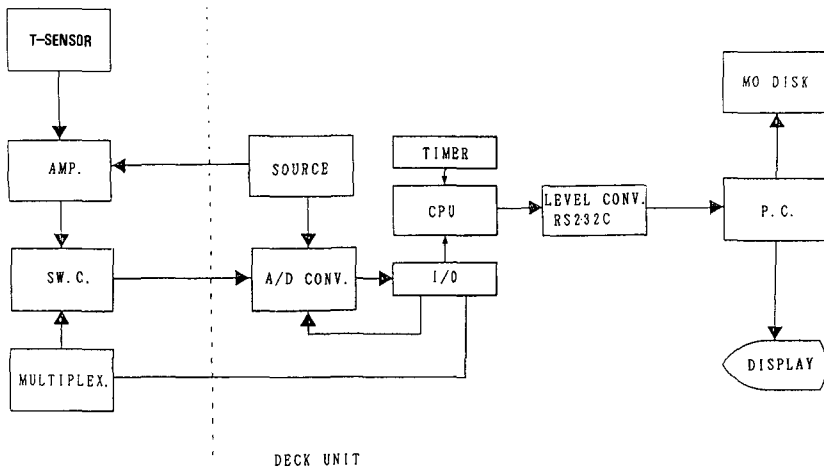 T-SENSOR
MO DISK
AMP.
SOURCE
TIMER
CPU
LEVEL CONV.
RS232C
P.C.
SW.C.
A/D CONV.
I/O
MULTIPLEX.
DISPLAY
DECK UNIT